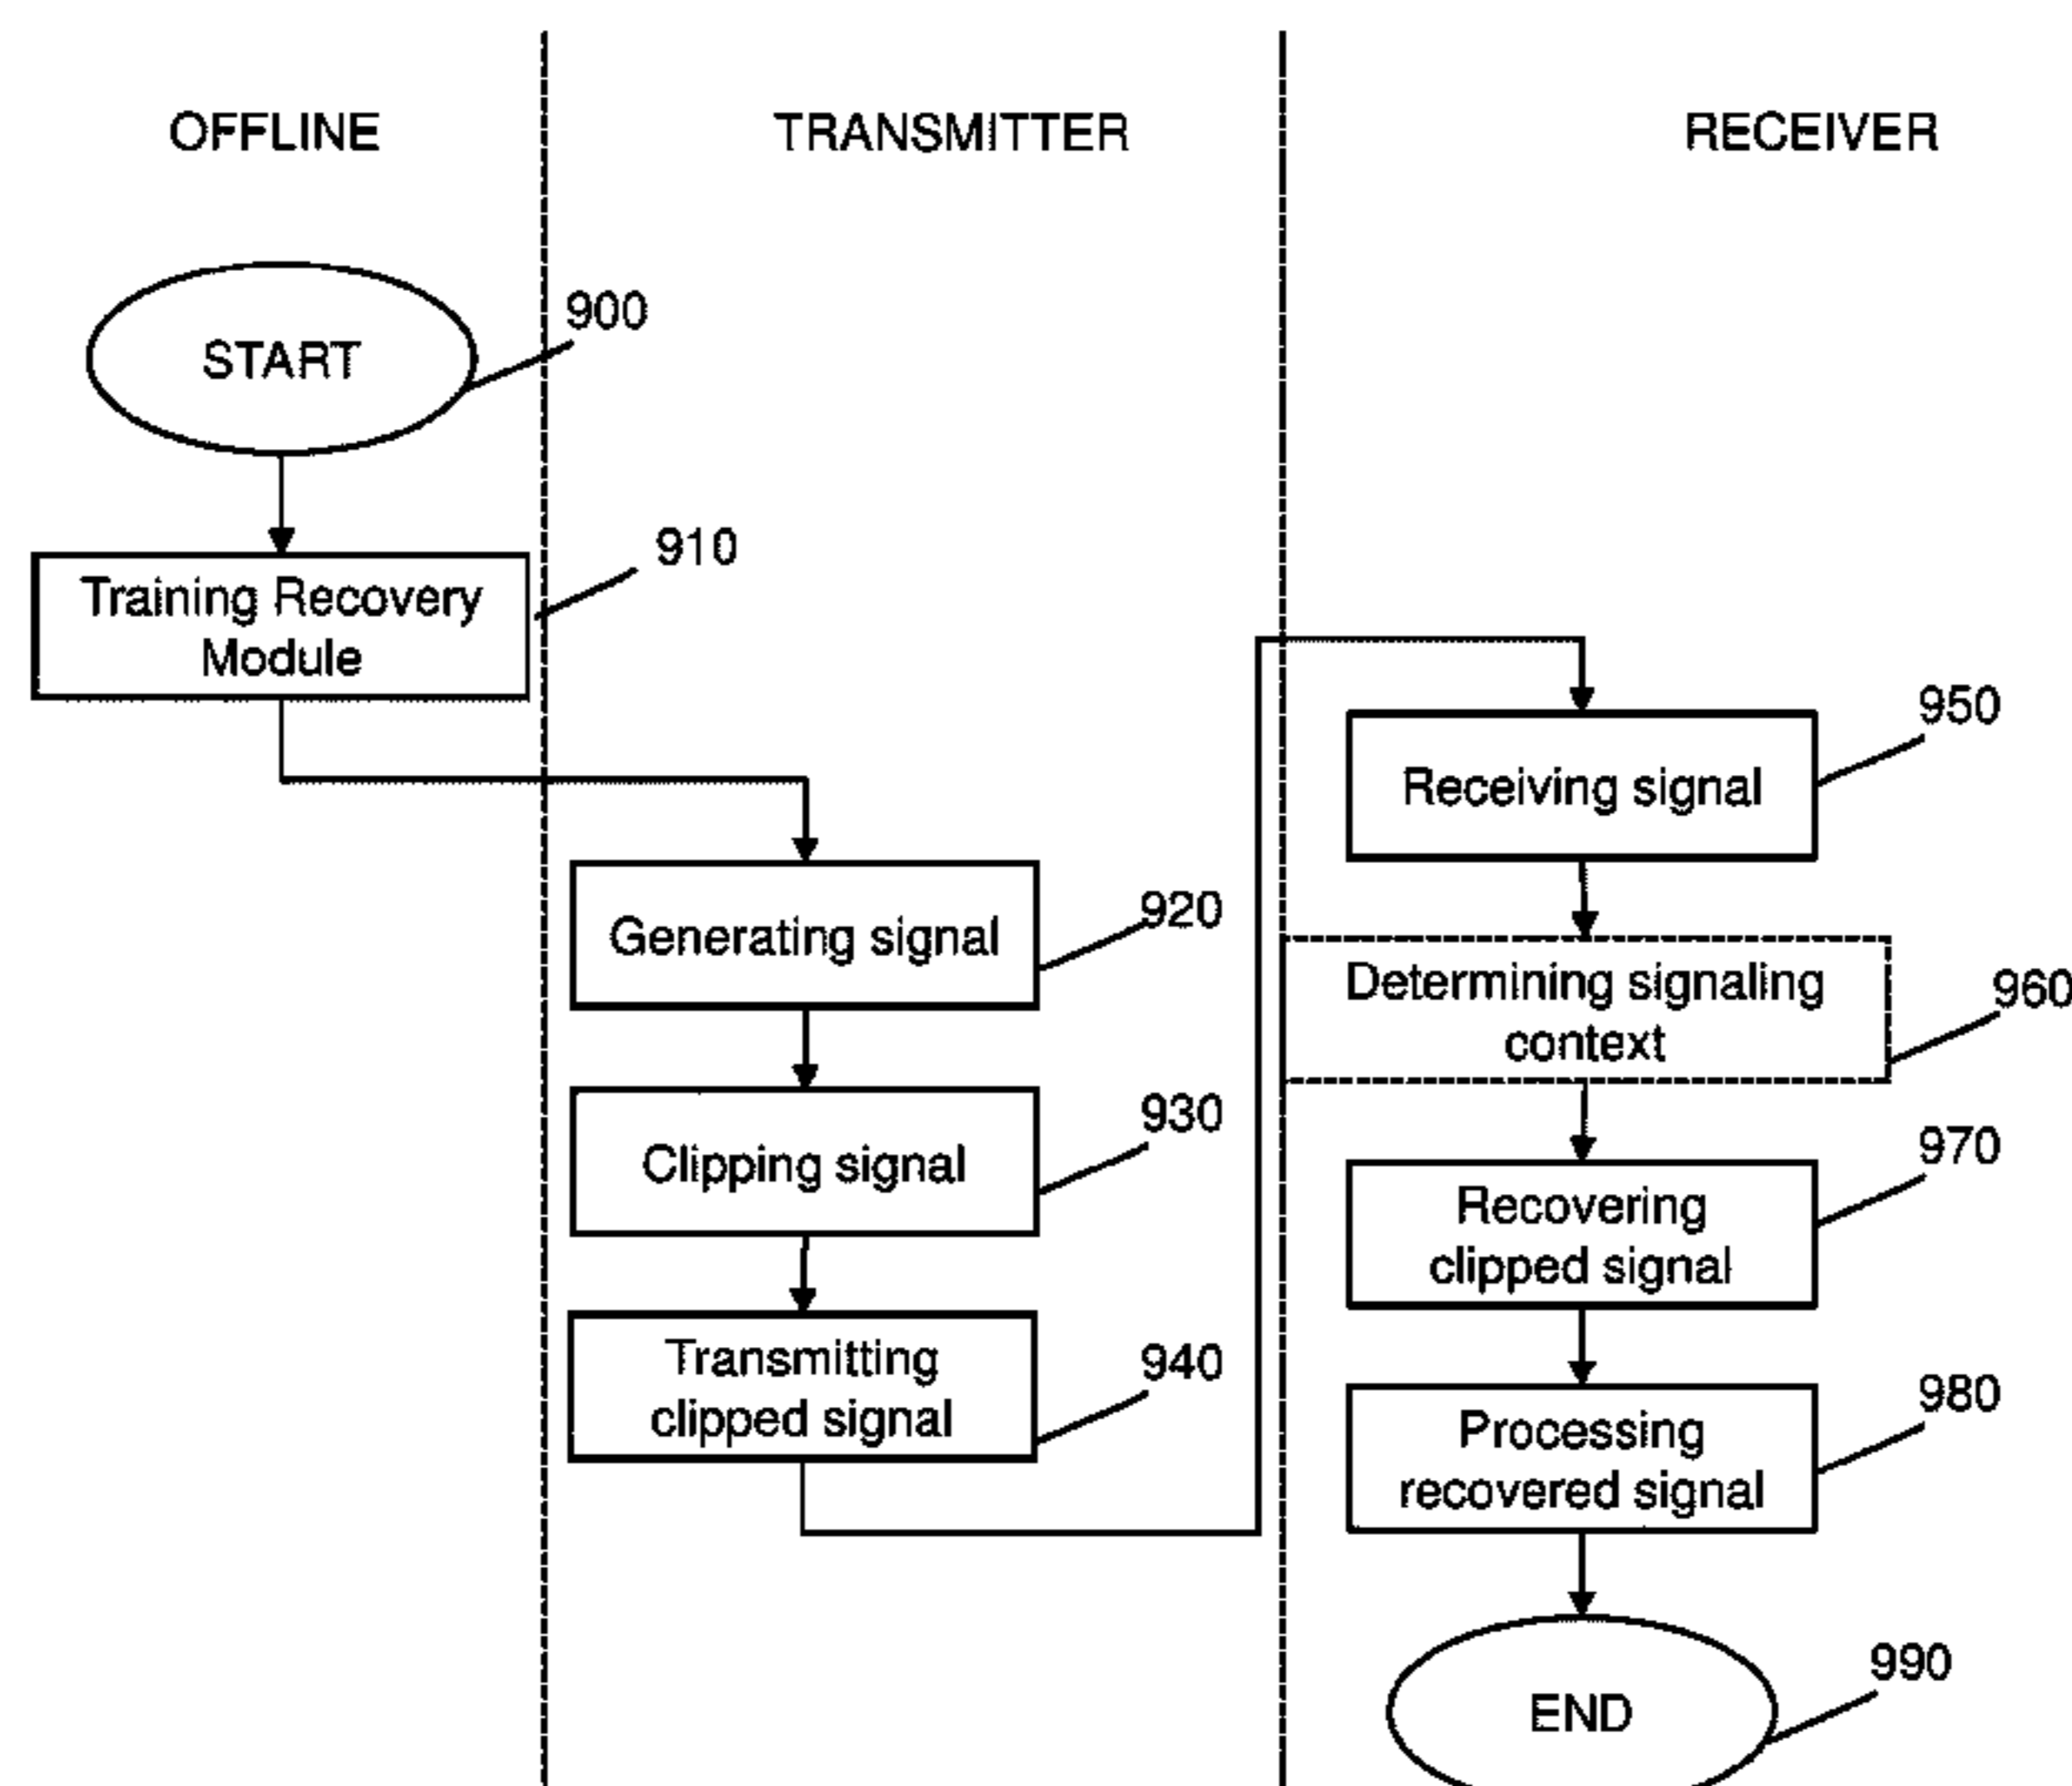 OFFLINE
TRANSMITTER
RECEIVER
START
900
Training Recovery
Module
910
Generating signal
920
Clipping signal
930
Transmitting
clipped signal
940
Receiving signal
950
Determining signaling
context
960
Recovering
clipped signal
970
Processing
recovered signal
980
END
990